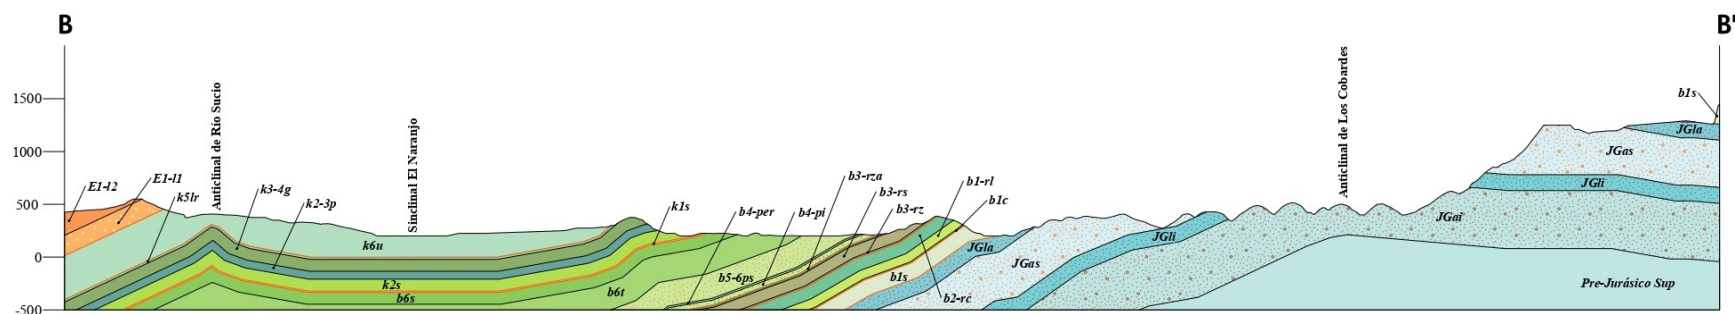 B
B'
1500
1000
500
0
-500
E1-l2
E1-l1
k5lr
Anticlinal de Río Sucio
k3-4g
k2-3p
Sinclinal El Naranjo
k6u
k2s
b6s
k1s
b6t
b4-per
b4-pi
b5-6ps
b3-rza
b3-rs
b3-rz
b1-rl
b1c
b1s
b2-rc
JGla
JGas
JGli
Anticlinal de Los Cobardes
JGai
JGas
JGli
JGla
b1s
Pre-Jurásico Sup